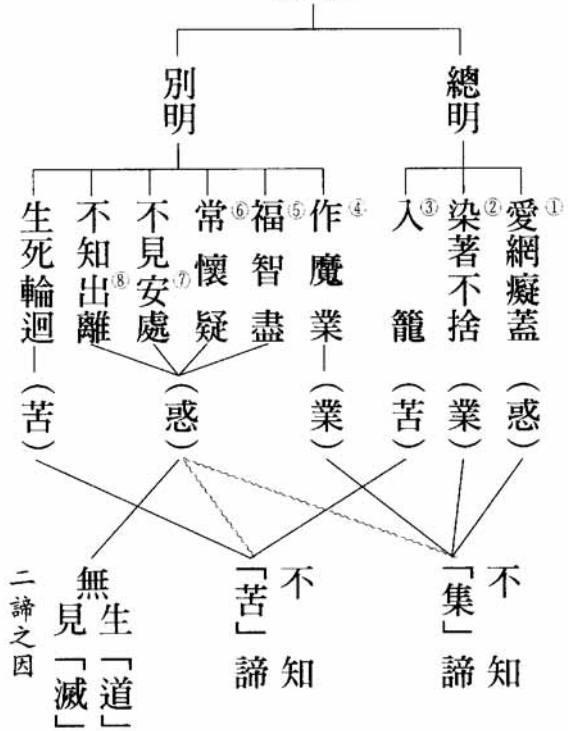 總明
①愛網癡蓋（惑）
②染著不捨（業）
③入籠（苦）
別明
④作魔業（業）
⑤福智盡
⑥常懷疑
⑦不見安處
⑧不知出離
（惑）
生死輪迴（苦）
不知「集」諦
不知「苦」諦
無
生「道」
見「滅」
二諦之因